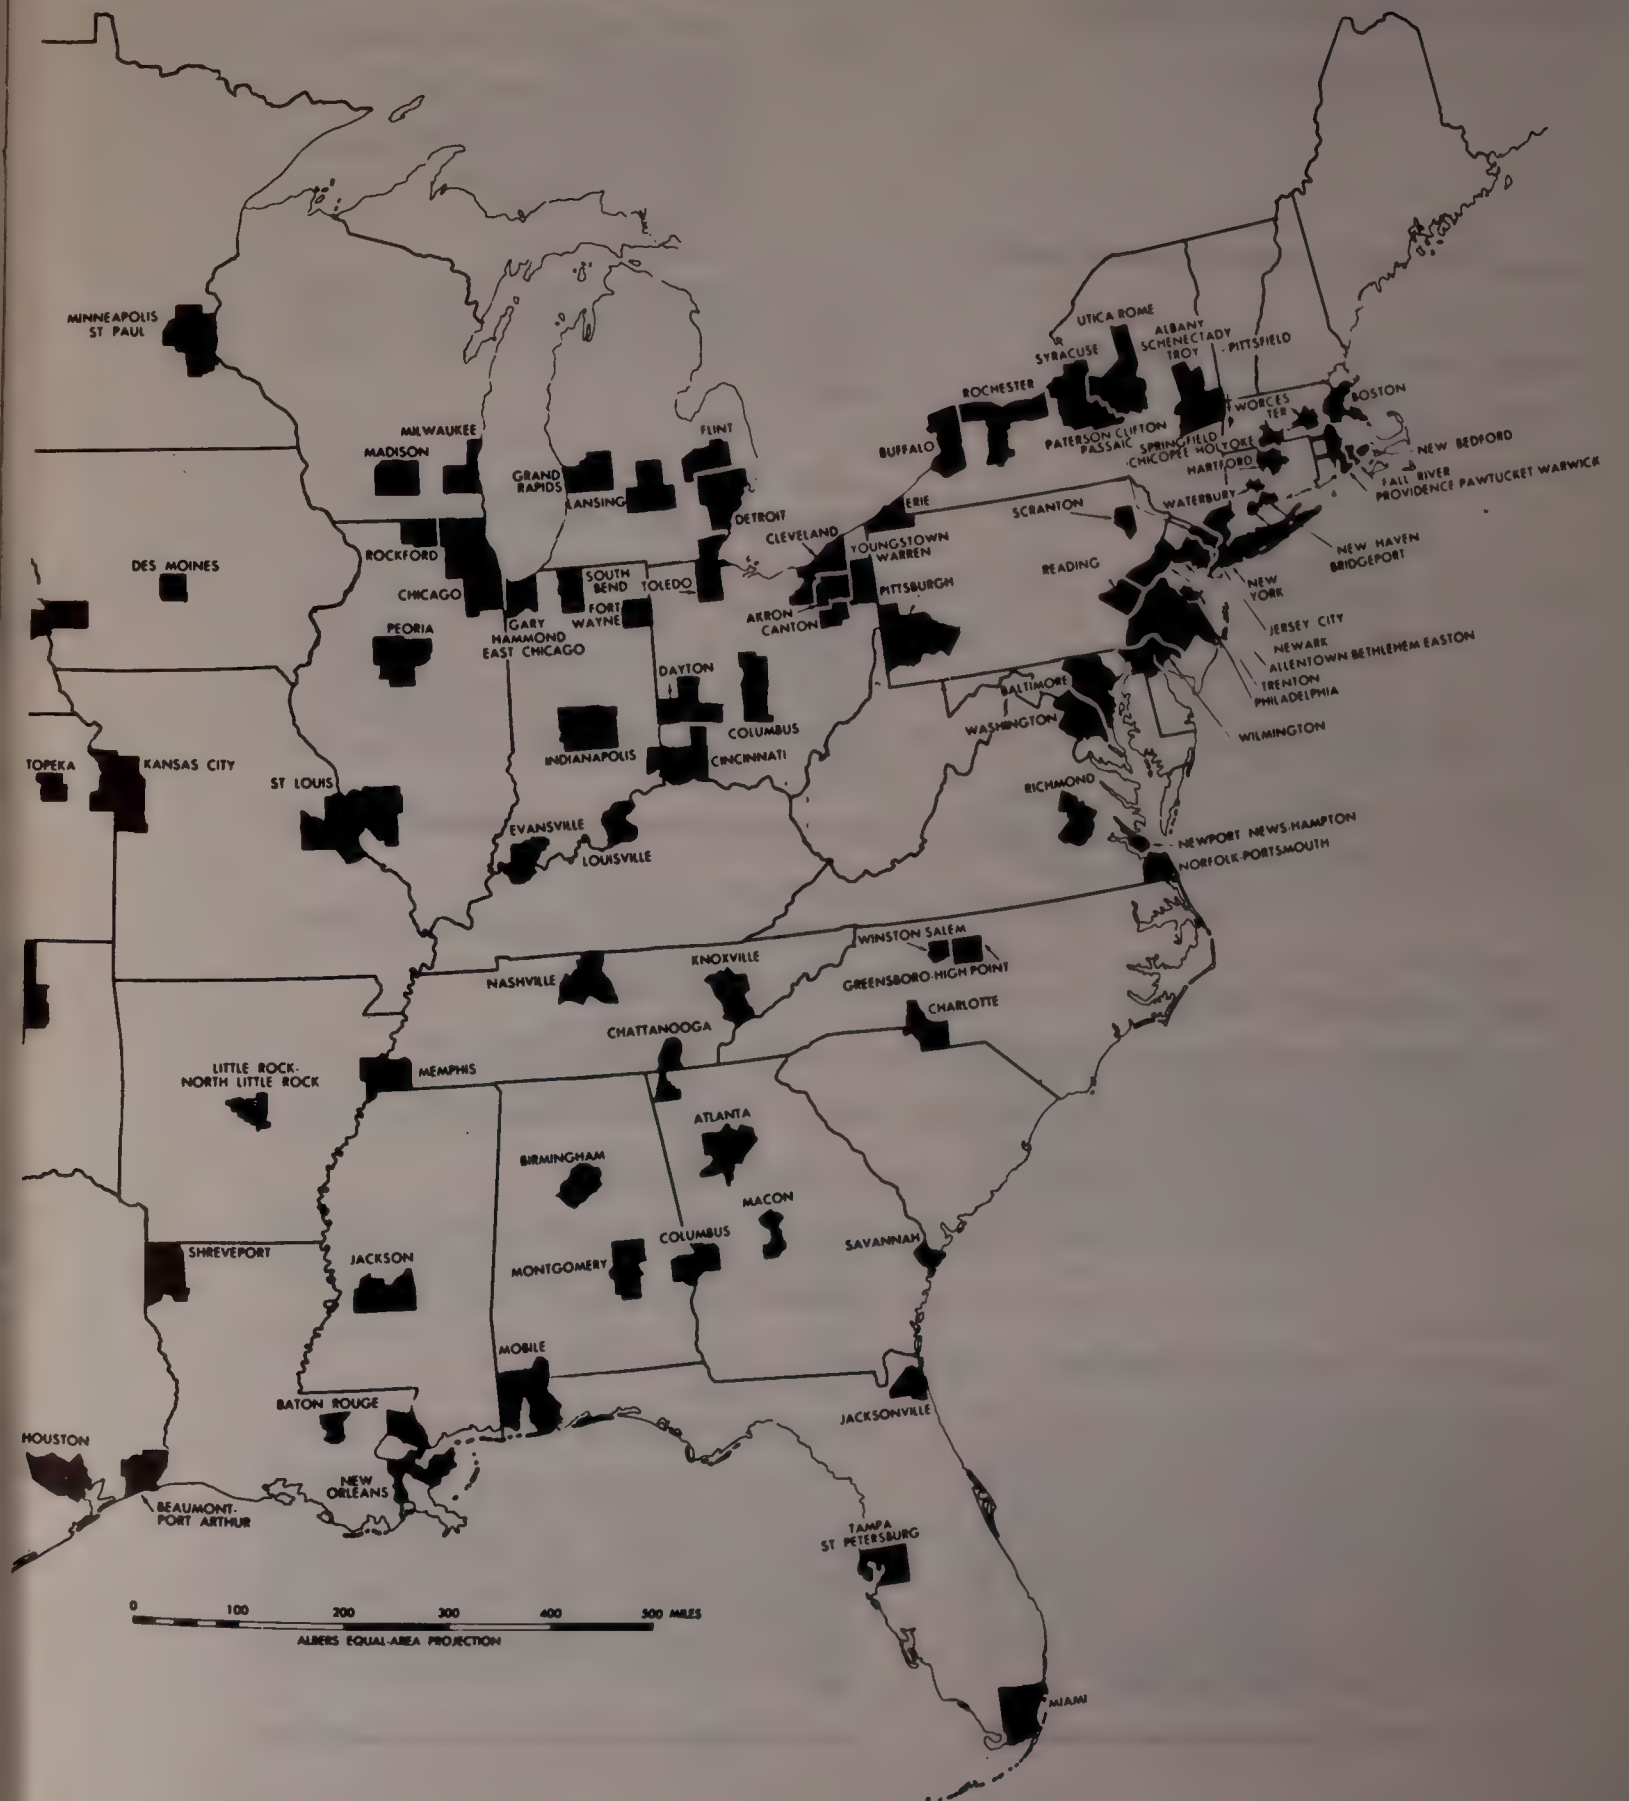 UTICA ROME
ALBANY
SCHENECTADY
TROY
PITTSFIELD
SYRACUSE
MINNEAPOLIS
ST PAUL
ROCHESTER
WORCES
TER
BOSTON
MILWAUKEE
FLINT
MADISON
BUFFALO
PATERSON CLIFTON
PASSAIC
SPRINGFIELD
CHICOPEE HOLYOKE
HARTFORD
NEW BEDFORD
FALL RIVER
PROVIDENCE PAWTUCKET WARWICK
GRAND
RAPIDS
LANSING
WATERBURY
ERIE
SCRANTON
DETROIT
CLEVELAND
YOUNGSTOWN
WARREN
NEW HAVEN
BRIDGEPORT
ROCKFORD
DES MOINES
READING
SOUTH
BEND
TOLEDO
PITTSBURGH
NEW
YORK
CHICAGO
FORT
WAYNE
AKRON
CANTON
GARY
HAMMOND
EAST CHICAGO
PEORIA
JERSEY CITY
NEWARK
ALLENTOWN BETHLEHEM EASTON
TRENTON
PHILADELPHIA
DAYTON
BALTIMORE
WASHINGTON
WILMINGTON
COLUMBUS
INDIANAPOLIS
CINCINNATI
TOPEKA
KANSAS CITY
ST LOUIS
RICHMOND
EVANSVILLE
LOUISVILLE
NEWPORT NEWS-HAMPTON
NORFOLK-PORTSMOUTH
WINSTON SALEM
GREENSBORO-HIGH POINT
NASHVILLE
KNOXVILLE
CHARLOTTE
CHATTANOOGA
LITTLE ROCK-
NORTH LITTLE ROCK
MEMPHIS
ATLANTA
BIRMINGHAM
MACON
COLUMBUS
SAVANNAH
SHREVEPORT
JACKSON
MONTGOMERY
MOBILE
BATON ROUGE
JACKSONVILLE
HOUSTON
NEW
ORLEANS
BEAUMONT-
PORT ARTHUR
TAMPA
ST PETERSBURG
0 100 200 300 400 500 MILES
ALBERS EQUAL-AREA PROJECTION
MIAMI